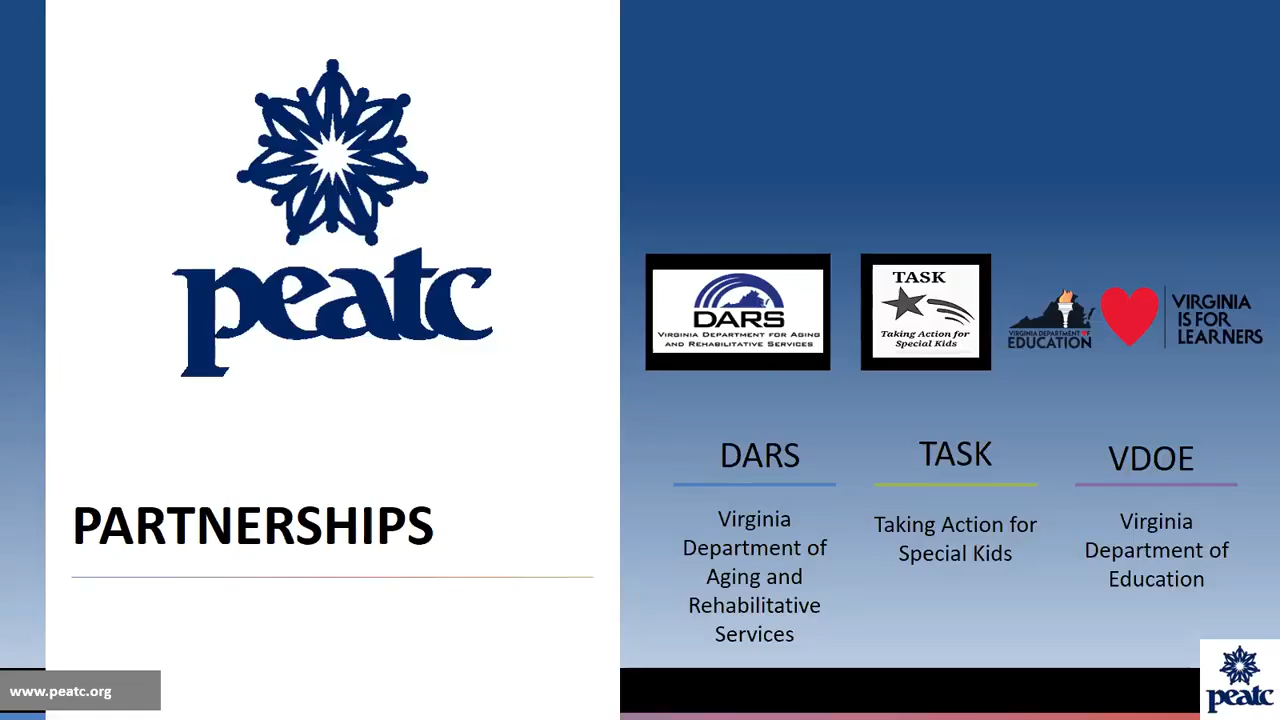 peatc
PARTNERSHIPS
www.peatc.org
DARS
VIRGINIA DEPARTMENT FOR AGING
AND REHABILITATIVE SERVICES
TASK
Taking Action for
Special Kids
VIRGINIA DEPARTMENT OF
EDUCATION
VIRGINIA
IS FOR
LEARNERS
DARS
Virginia
Department of
Aging and
Rehabilitative
Services
TASK
Taking Action for
Special Kids
VDOE
Virginia
Department of
Education
peatc